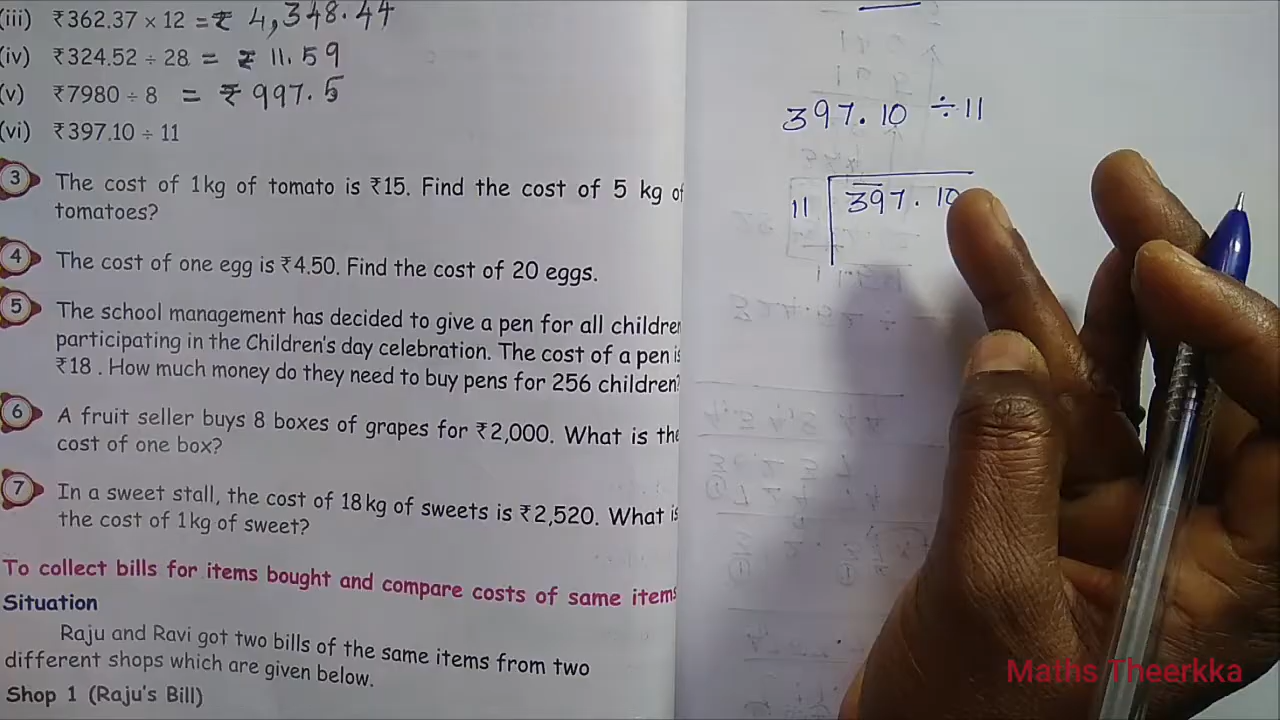 (iii) ₹362.37 × 12 = ₹ 4,348.44
(iv) ₹324.52 ÷ 28 = ₹ 11.59
(v) ₹7980 ÷ 8 = ₹ 997.5
(vi) ₹397.10 ÷ 11
3 The cost of 1kg of tomato is ₹15. Find the cost of 5 kg of
tomatoes?
4 The cost of one egg is ₹4.50. Find the cost of 20 eggs.
5 The school management has decided to give a pen for all children
participating in the Children's day celebration. The cost of a pen is
₹18 . How much money do they need to buy pens for 256 children?
6 A fruit seller buys 8 boxes of grapes for ₹2,000. What is the
cost of one box?
7 In a sweet stall, the cost of 18kg of sweets is ₹2,520. What is
the cost of 1kg of sweet?
To collect bills for items bought and compare costs of same items
Situation
Raju and Ravi got two bills of the same items from two
different shops which are given below.
Shop 1 (Raju's Bill)
397.10 ÷ 11
11 397.10
Maths Theerkka